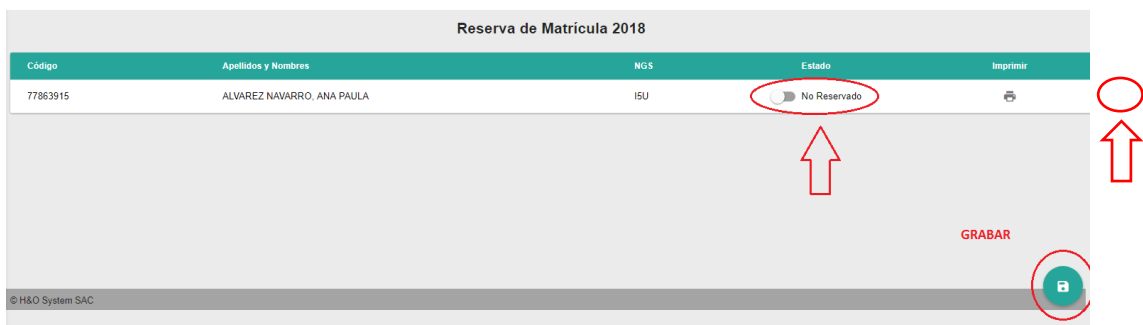 Reserva de Matrícula 2018
Código Apellidos y Nombres NGS Estado Imprimir
77863915 ALVAREZ NAVARRO, ANA PAULA I5U No Reservado
GRABAR
© H&O System SAC